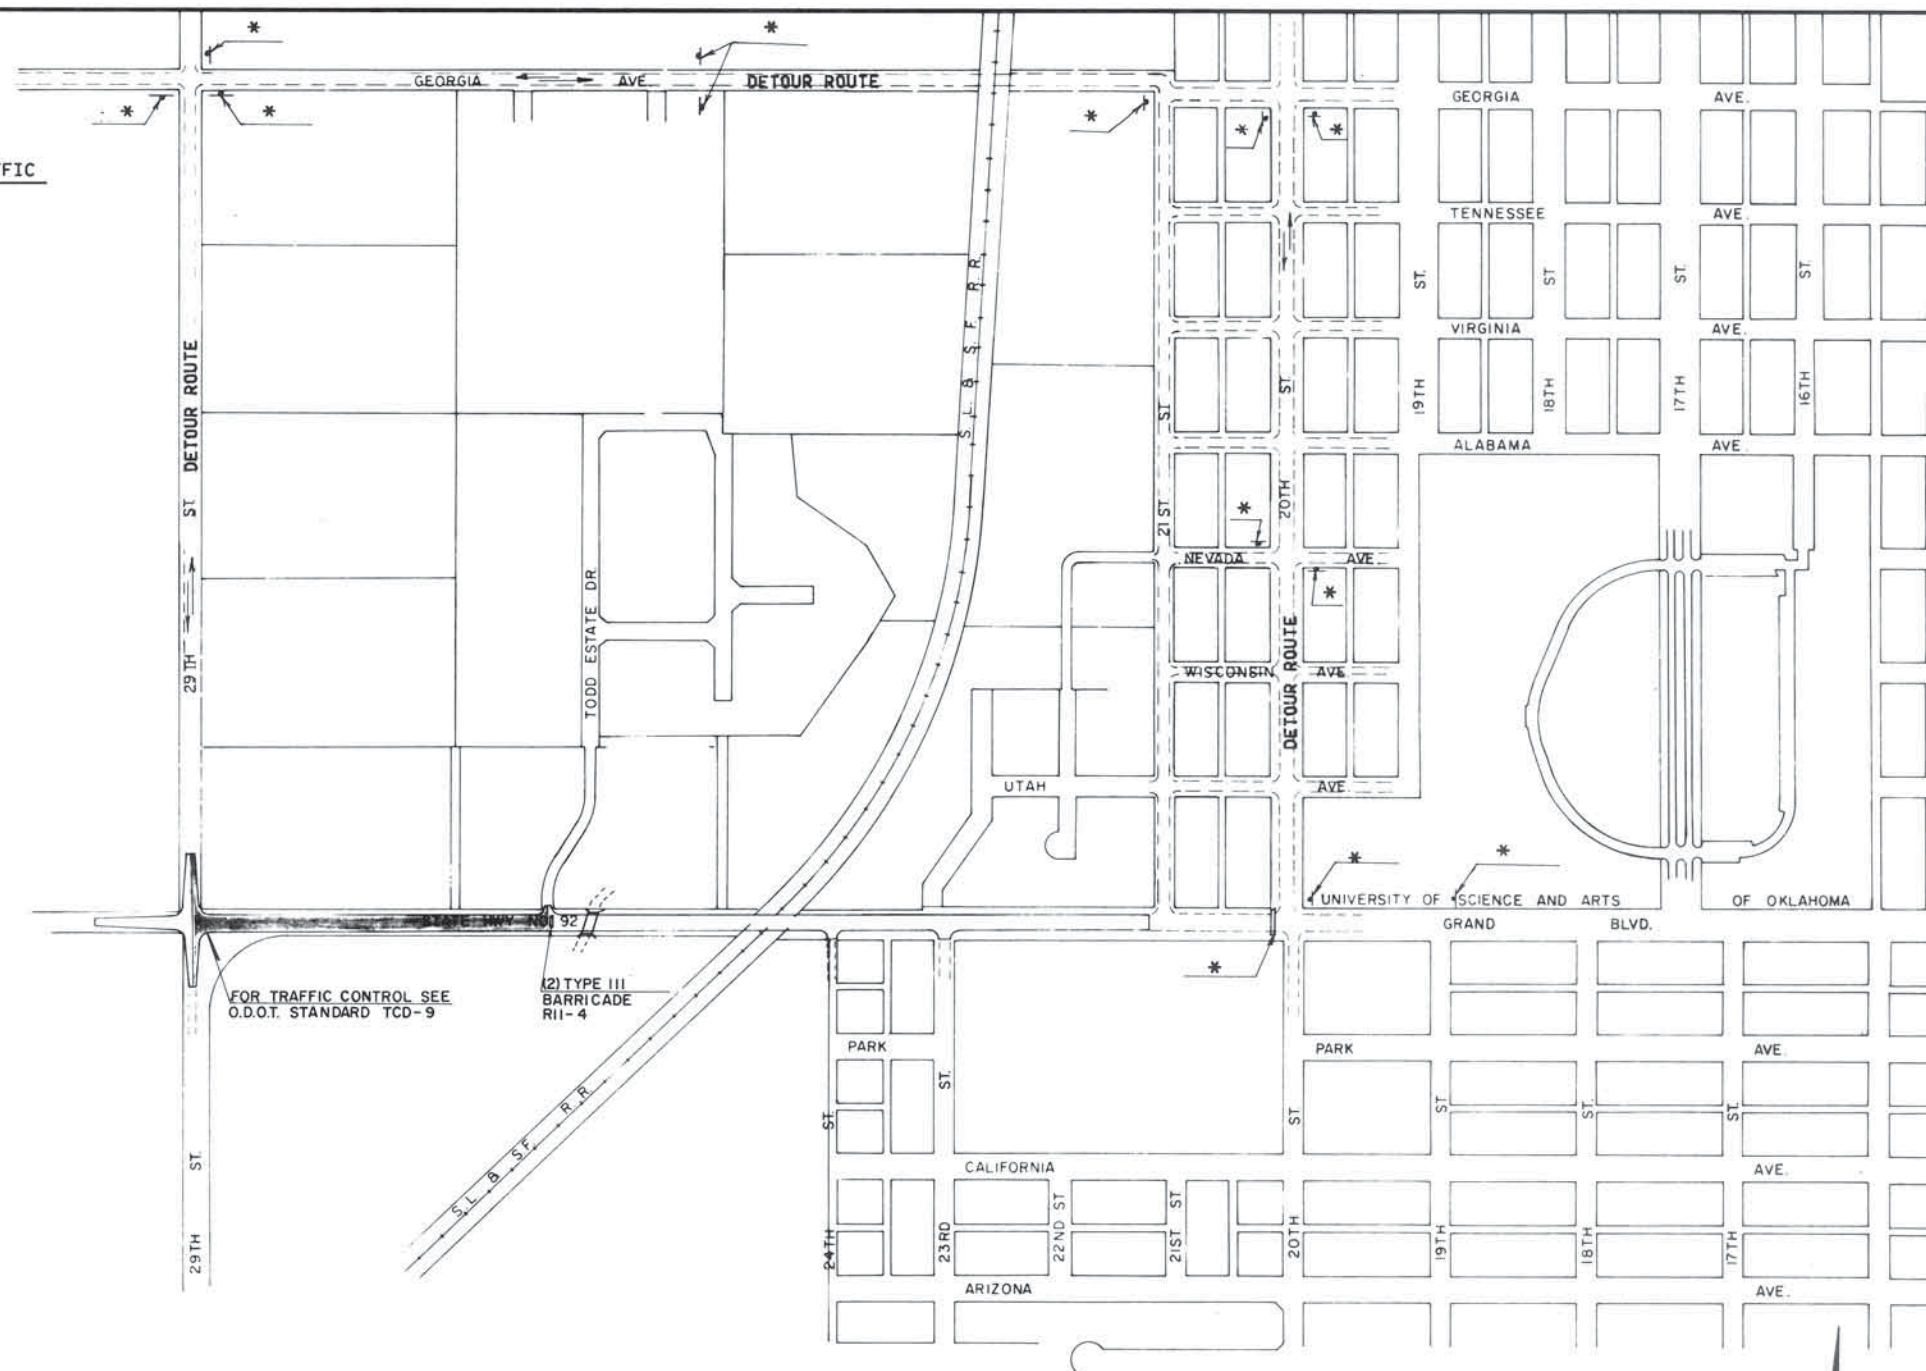 *
*
GEORGIA AVE DETOUR ROUTE
*
*
*
*
*
GEORGIA AVE.
FFIC
TENNESSEE AVE.
ST.
ST
ST.
ST.
S. L. & S. F. R. R.
VIRGINIA AVE.
29TH ST. DETOUR ROUTE
19TH
18TH
17TH
16TH
ALABAMA AVE.
21 ST. ST
20TH ST.
*
NEVADA AVE
*
TODD ESTATE DR.
DETOUR ROUTE
WISCONSIN AVE.
UTAH AVE
*
*
UNIVERSITY OF SCIENCE AND ARTS OF OKLAHOMA
STATE HWY NO. 92
GRAND BLVD.
*
FOR TRAFFIC CONTROL SEE
O.D.O.T. STANDARD TCD-9
(2) TYPE III
BARRICADE
R11-4
PARK
PARK AVE.
S.L & S.F. R.R.
CALIFORNIA AVE.
29TH ST.
24TH ST.
23RD ST.
22ND ST
21ST ST
20TH ST
19TH ST
18TH ST.
17TH ST.
ARIZONA AVE.